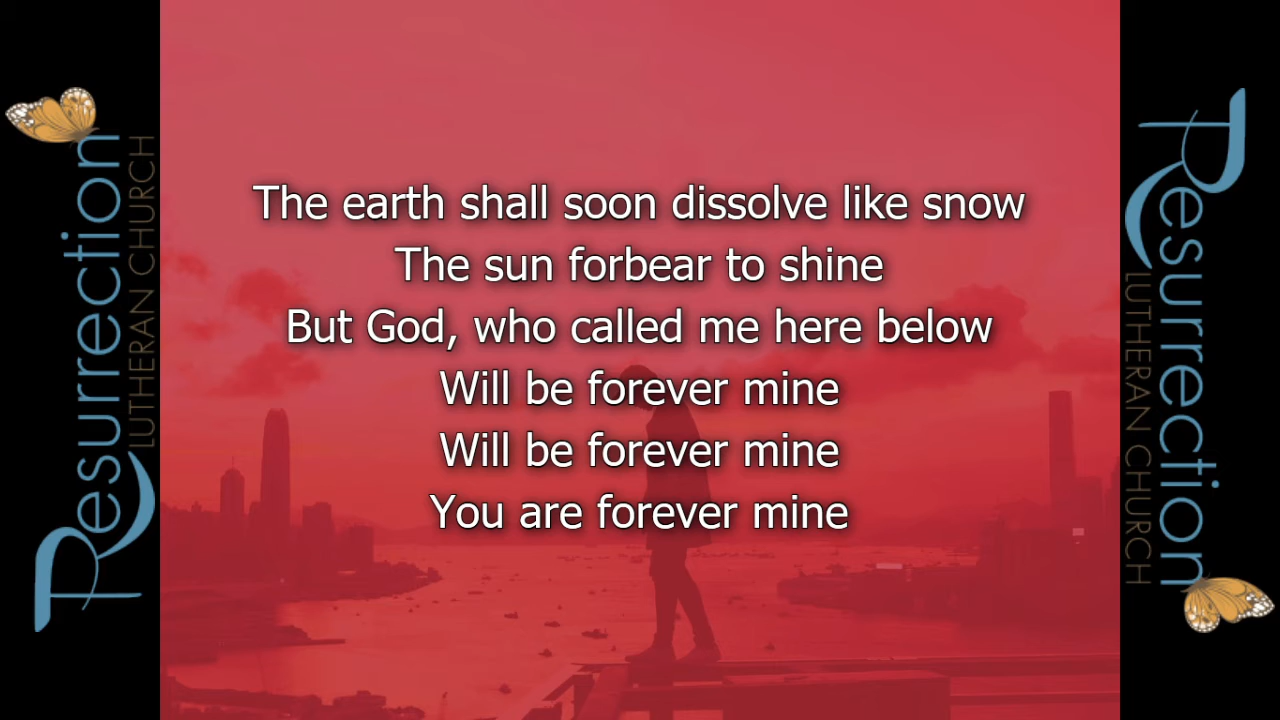 Resurrection
LUTHERAN CHURCH
The earth shall soon dissolve like snow
The sun forbear to shine
But God, who called me here below
Will be forever mine
Will be forever mine
You are forever mine
Resurrection
LUTHERAN CHURCH